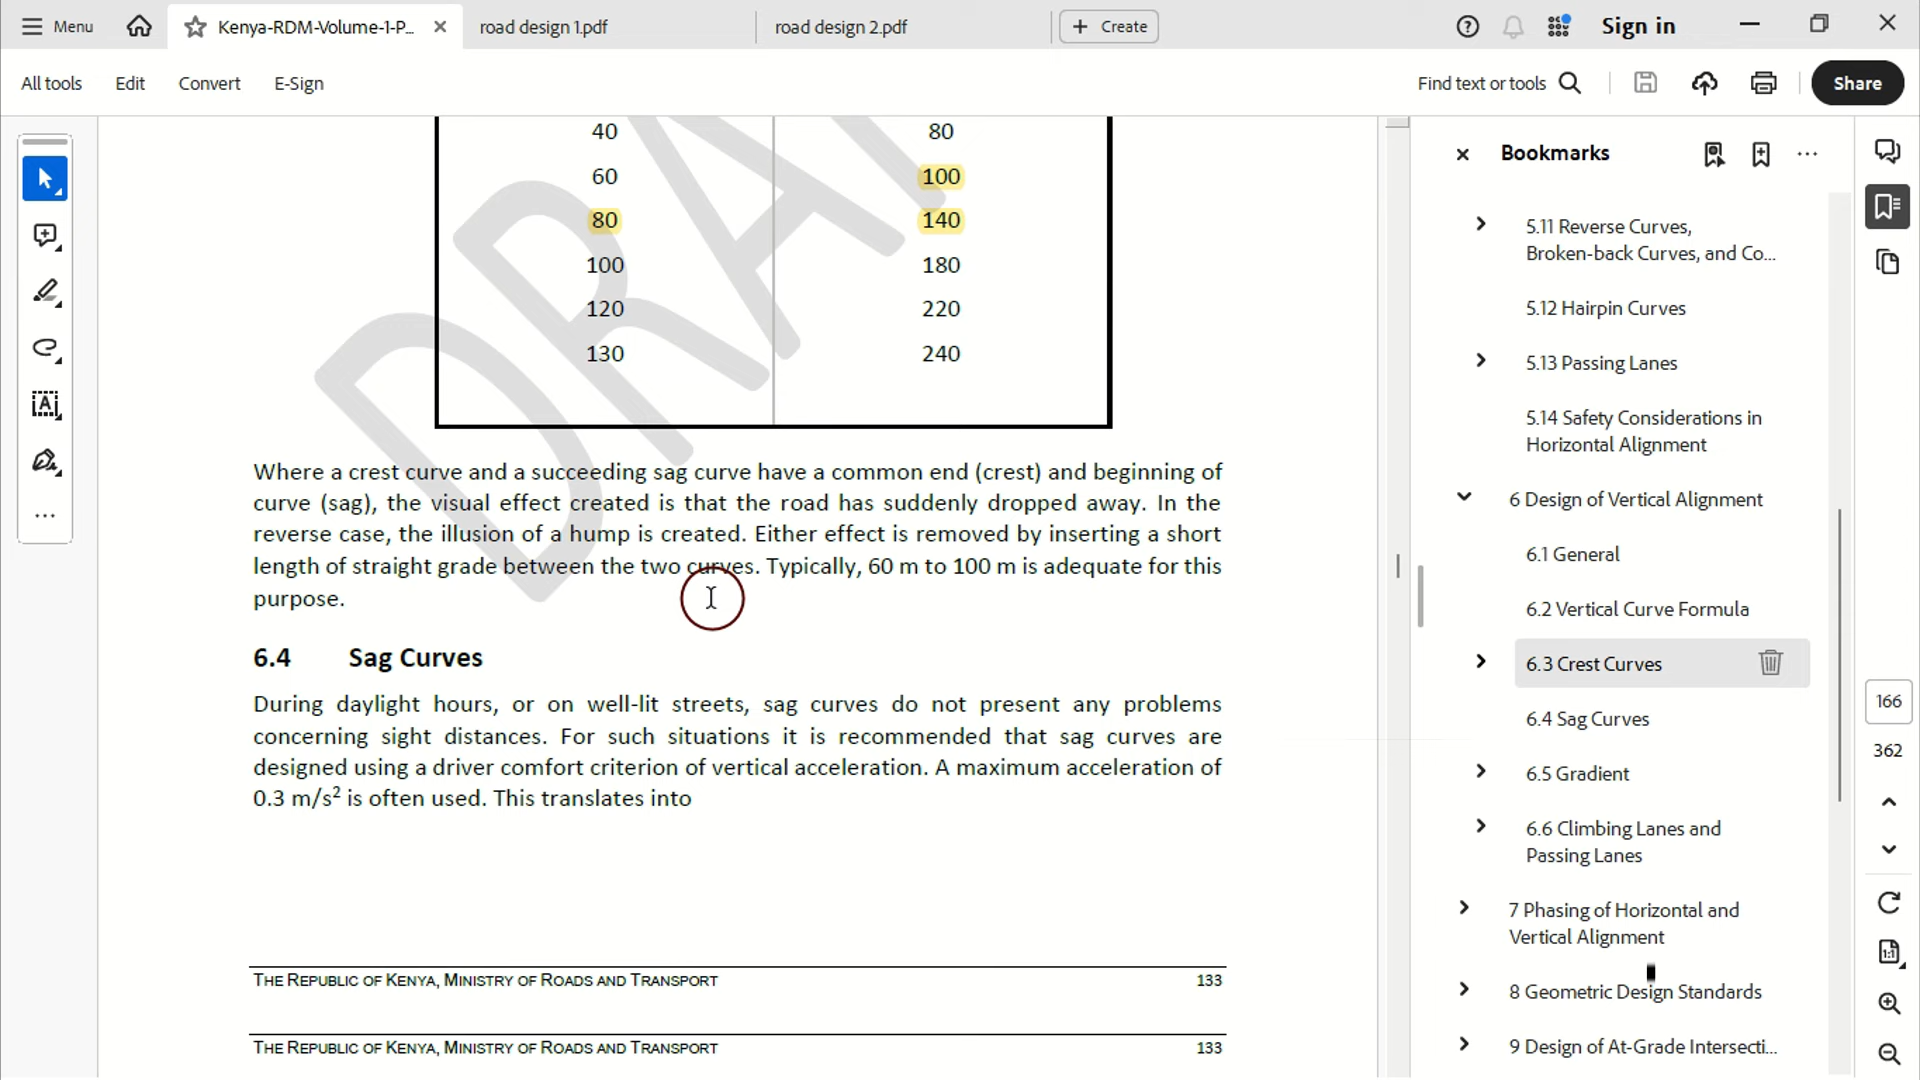 Menu
Kenya-RDM-Volume-1-P...
road design 1.pdf
road design 2.pdf
Create
Sign in
All tools
Edit
Convert
E-Sign
Find text or tools
Share
40 80
60 100
80 140
100 180
120 220
130 240
DRA
Where a crest curve and a succeeding sag curve have a common end (crest) and beginning of
curve (sag), the visual effect created is that the road has suddenly dropped away. In the
reverse case, the illusion of a hump is created. Either effect is removed by inserting a short
length of straight grade between the two curves. Typically, 60 m to 100 m is adequate for this
purpose.
6.4 Sag Curves
During daylight hours, or on well-lit streets, sag curves do not present any problems
concerning sight distances. For such situations it is recommended that sag curves are
designed using a driver comfort criterion of vertical acceleration. A maximum acceleration of
0.3 m/s² is often used. This translates into
THE REPUBLIC OF KENYA, MINISTRY OF ROADS AND TRANSPORT 133
THE REPUBLIC OF KENYA, MINISTRY OF ROADS AND TRANSPORT 133
Bookmarks
5.11 Reverse Curves,
Broken-back Curves, and Co...
5.12 Hairpin Curves
5.13 Passing Lanes
5.14 Safety Considerations in
Horizontal Alignment
6 Design of Vertical Alignment
6.1 General
6.2 Vertical Curve Formula
6.3 Crest Curves
6.4 Sag Curves
6.5 Gradient
6.6 Climbing Lanes and
Passing Lanes
7 Phasing of Horizontal and
Vertical Alignment
8 Geometric Design Standards
9 Design of At-Grade Intersecti...
166
362
1:1